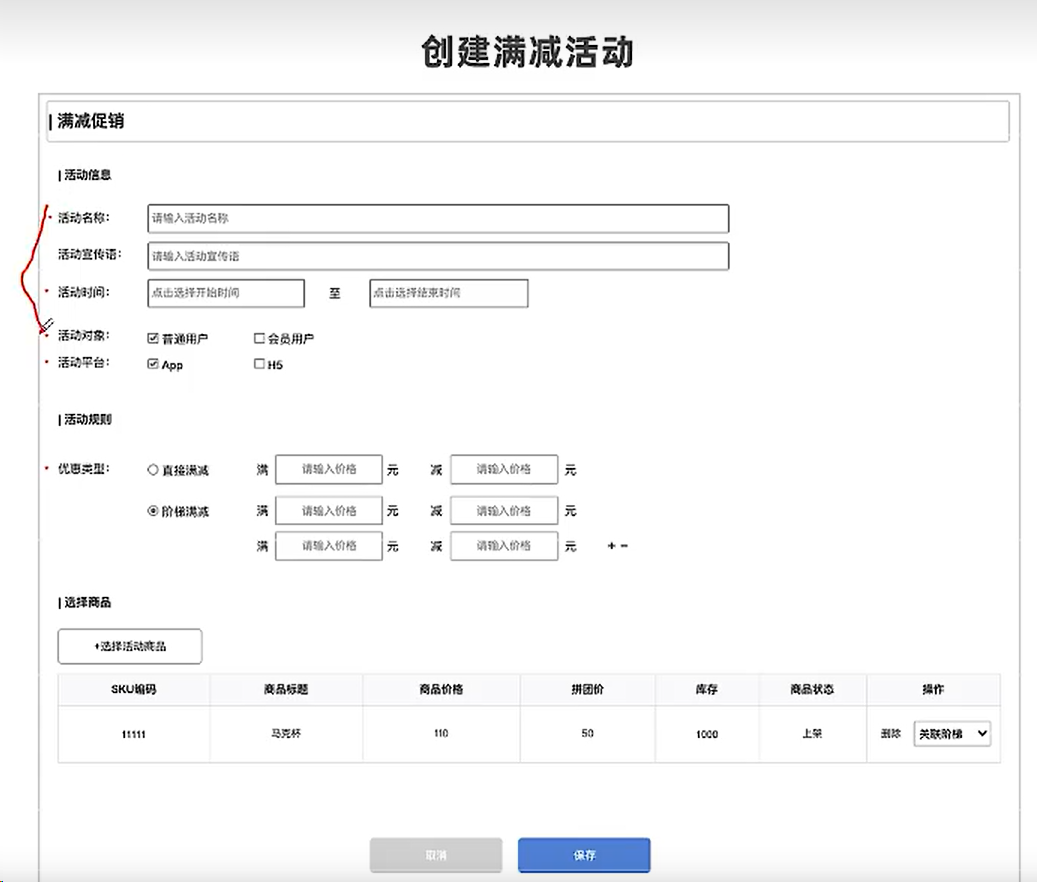 创建满减活动
满减促销
活动信息
活动名称： 请输入活动名称
活动宣传语： 请输入活动宣传语
活动时间： 点击选择开始时间 至 点击选择结束时间
活动对象： 普通用户 会员用户
活动平台： App H5
活动规则
优惠类型： 直接满减 满 请输入价格 元 减 请输入价格 元
阶梯满减 满 请输入价格 元 减 请输入价格 元
满 请输入价格 元 减 请输入价格 元 + −
选择商品
+选择活动商品
SKU编码 商品标题 商品价格 拼团价 库存 商品状态 操作
11111 马克杯 110 50 1000 上架 删除 关联阶梯
取消 保存